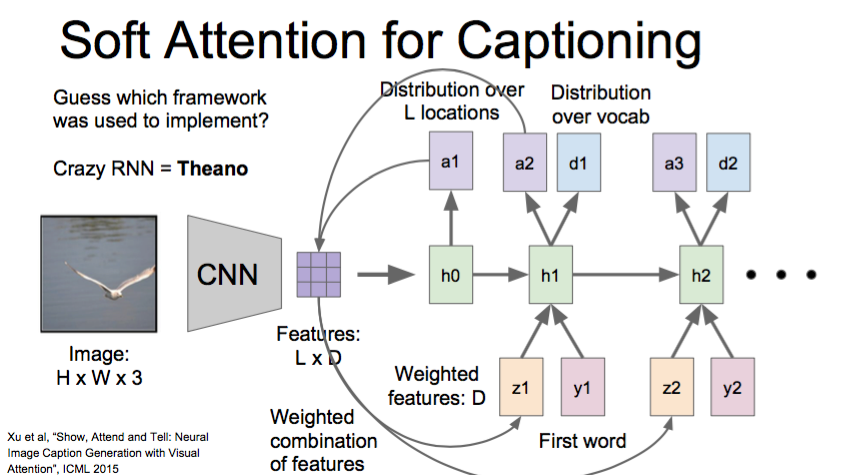 Soft Attention for Captioning
Guess which framework
was used to implement?
Crazy RNN = Theano
Distribution over
L locations
Distribution
over vocab
a1
a2
d1
a3
d2
CNN
h0
h1
h2
Image:
H x W x 3
Features:
L x D
Weighted
features: D
z1
y1
z2
y2
Weighted
combination
of features
First word
Xu et al, "Show, Attend and Tell: Neural
Image Caption Generation with Visual
Attention", ICML 2015